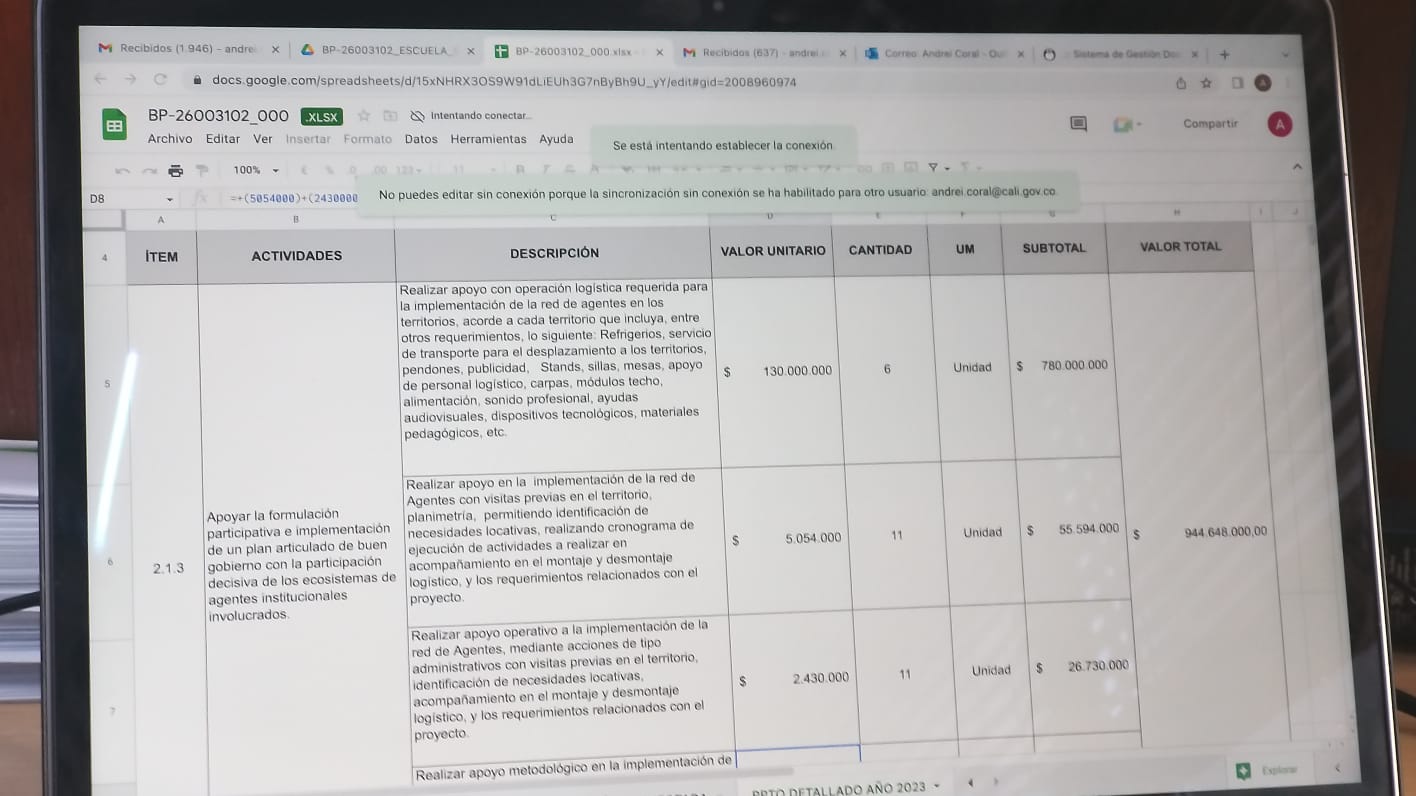 Recibidos (1.946) - andrei
BP-26003102_ESCUELA_
BP-26003102_000.xlsx -
Recibidos (637) - andrei.c
Correo: Andrei Coral - Ou
Sistema de Gestión Do
docs.google.com/spreadsheets/d/15xNHRX3OS9W91dLiEUh3G7nByBh9U_yY/edit#gid=2008960974
BP-26003102_000 .XLSX Intentando conectar...
Archivo Editar Ver Insertar Formato Datos Herramientas Ayuda
Compartir A
Se está intentando establecer la conexión.
100%
No puedes editar sin conexión porque la sincronización sin conexión se ha habilitado para otro usuario: andrei.coral@cali.gov.co.
D8 =+(5054000)+(2430000
A B C D E F G H I J
4 ÍTEM ACTIVIDADES DESCRIPCIÓN VALOR UNITARIO CANTIDAD UM SUBTOTAL VALOR TOTAL
5
Realizar apoyo con operación logística requerida para
la implementación de la red de agentes en los
territorios, acorde a cada territorio que incluya, entre
otros requerimientos, lo siguiente: Refrigerios, servicio
de transporte para el desplazamiento a los territorios,
pendones, publicidad, Stands, sillas, mesas, apoyo
de personal logístico, carpas, módulos techo,
alimentación, sonido profesional, ayudas
audiovisuales, dispositivos tecnológicos, materiales
pedagógicos, etc.
$ 130.000.000 6 Unidad $ 780.000.000
6
2.1.3
Apoyar la formulación
participativa e implementación
de un plan articulado de buen
gobierno con la participación
decisiva de los ecosistemas de
agentes institucionales
involucrados.
Realizar apoyo en la implementación de la red de
Agentes con visitas previas en el territorio,
planimetría, permitiendo identificación de
necesidades locativas, realizando cronograma de
ejecución de actividades a realizar en
acompañamiento en el montaje y desmontaje
logístico, y los requerimientos relacionados con el
proyecto.
$ 5.054.000 11 Unidad $ 55.594.000 $ 944.648.000,00
7
Realizar apoyo operativo a la implementación de la
red de Agentes, mediante acciones de tipo
administrativos con visitas previas en el territorio,
identificación de necesidades locativas,
acompañamiento en el montaje y desmontaje
logístico, y los requerimientos relacionados con el
proyecto.
$ 2.430.000 11 Unidad $ 26.730.000
Realizar apoyo metodológico en la implementación de
PPTO DETALLADO AÑO 2023
Explorar